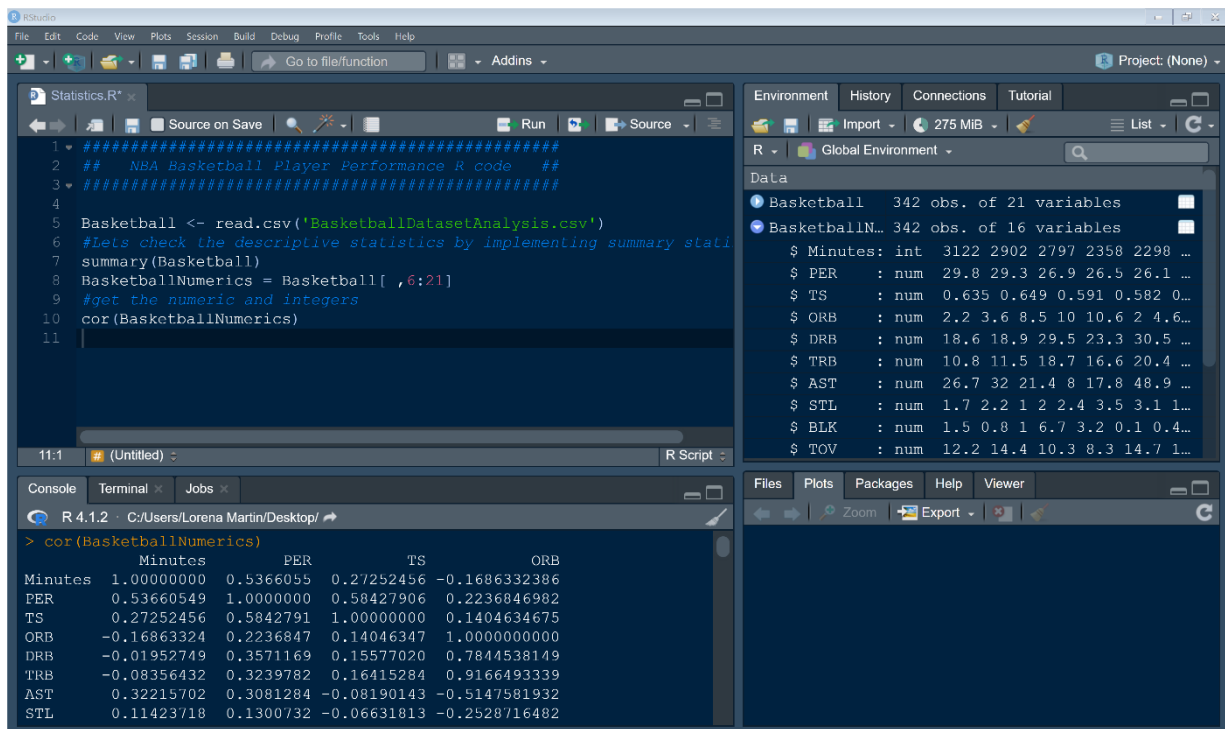 RStudio
File Edit Code View Plots Session Build Debug Profile Tools Help
Go to file/function Addins Project: (None)
Statistics.R*
Source on Save Run Source
1 ##################################################
2 ## NBA Basketball Player Performance R code ##
3 ##################################################
4
5 Basketball <- read.csv('BasketballDatasetAnalysis.csv')
6 #Lets check the descriptive statistics by implementing summary stati
7 summary(Basketball)
8 BasketballNumerics = Basketball[ ,6:21]
9 #get the numeric and integers
10 cor(BasketballNumerics)
11
11:1 # (Untitled) R Script
Console Terminal Jobs
R 4.1.2 · C:/Users/Lorena Martin/Desktop/
> cor(BasketballNumerics)
Minutes PER TS ORB
Minutes 1.00000000 0.5366055 0.27252456 -0.1686332386
PER 0.53660549 1.0000000 0.58427906 0.2236846982
TS 0.27252456 0.5842791 1.00000000 0.1404634675
ORB -0.16863324 0.2236847 0.14046347 1.0000000000
DRB -0.01952749 0.3571169 0.15577020 0.7844538149
TRB -0.08356432 0.3239782 0.16415284 0.9166493339
AST 0.32215702 0.3081284 -0.08190143 -0.5147581932
STL 0.11423718 0.1300732 -0.06631813 -0.2528716482
Environment History Connections Tutorial
Import 275 MiB List
R Global Environment
Data
Basketball 342 obs. of 21 variables
BasketballN… 342 obs. of 16 variables
$ Minutes: int 3122 2902 2797 2358 2298 …
$ PER : num 29.8 29.3 26.9 26.5 26.1 …
$ TS : num 0.635 0.649 0.591 0.582 0…
$ ORB : num 2.2 3.6 8.5 10 10.6 2 4.6…
$ DRB : num 18.6 18.9 29.5 23.3 30.5 …
$ TRB : num 10.8 11.5 18.7 16.6 20.4 …
$ AST : num 26.7 32 21.4 8 17.8 48.9 …
$ STL : num 1.7 2.2 1 2 2.4 3.5 3.1 1…
$ BLK : num 1.5 0.8 1 6.7 3.2 0.1 0.4…
$ TOV : num 12.2 14.4 10.3 8.3 14.7 1…
Files Plots Packages Help Viewer
Zoom Export